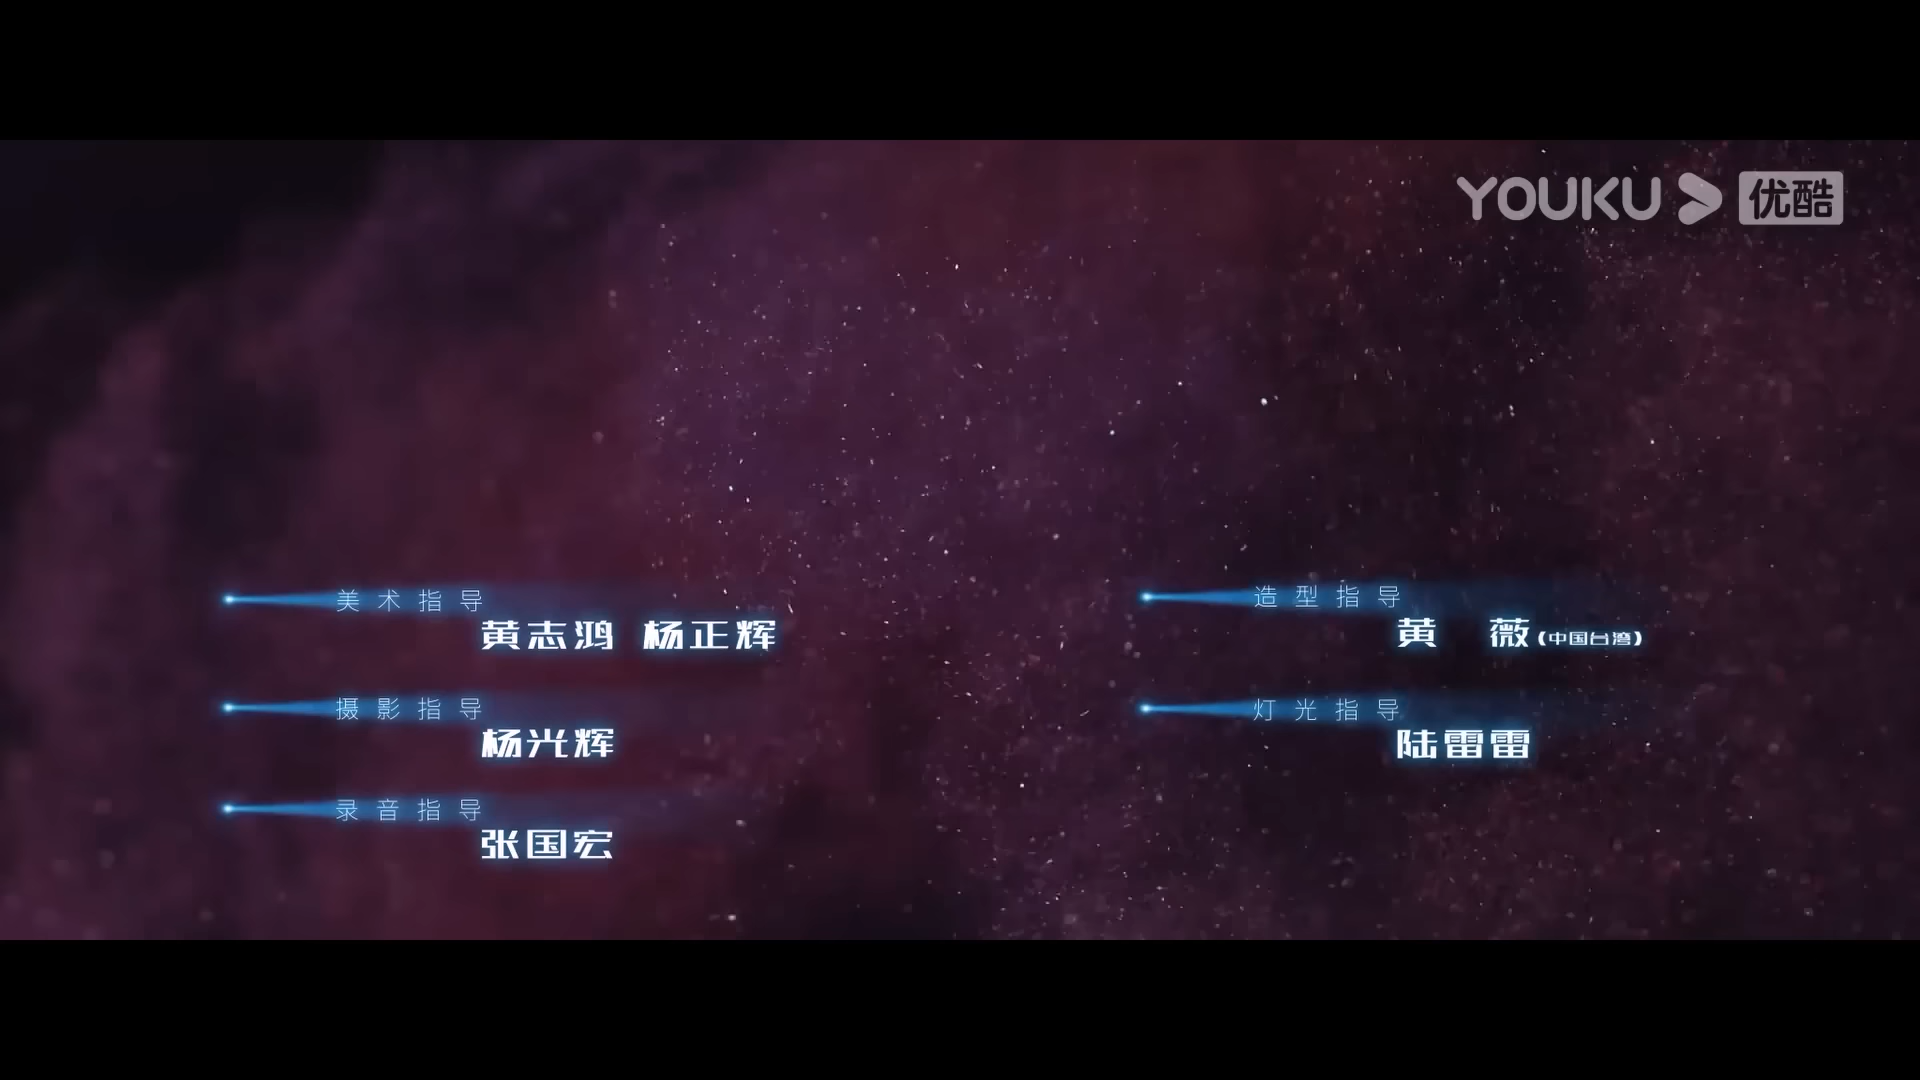 YOUKU 优酷
美术指导
黄志鸿 杨正辉
造型指导
黄 薇(中国台湾)
摄影指导
杨光辉
灯光指导
陆雷雷
录音指导
张国宏